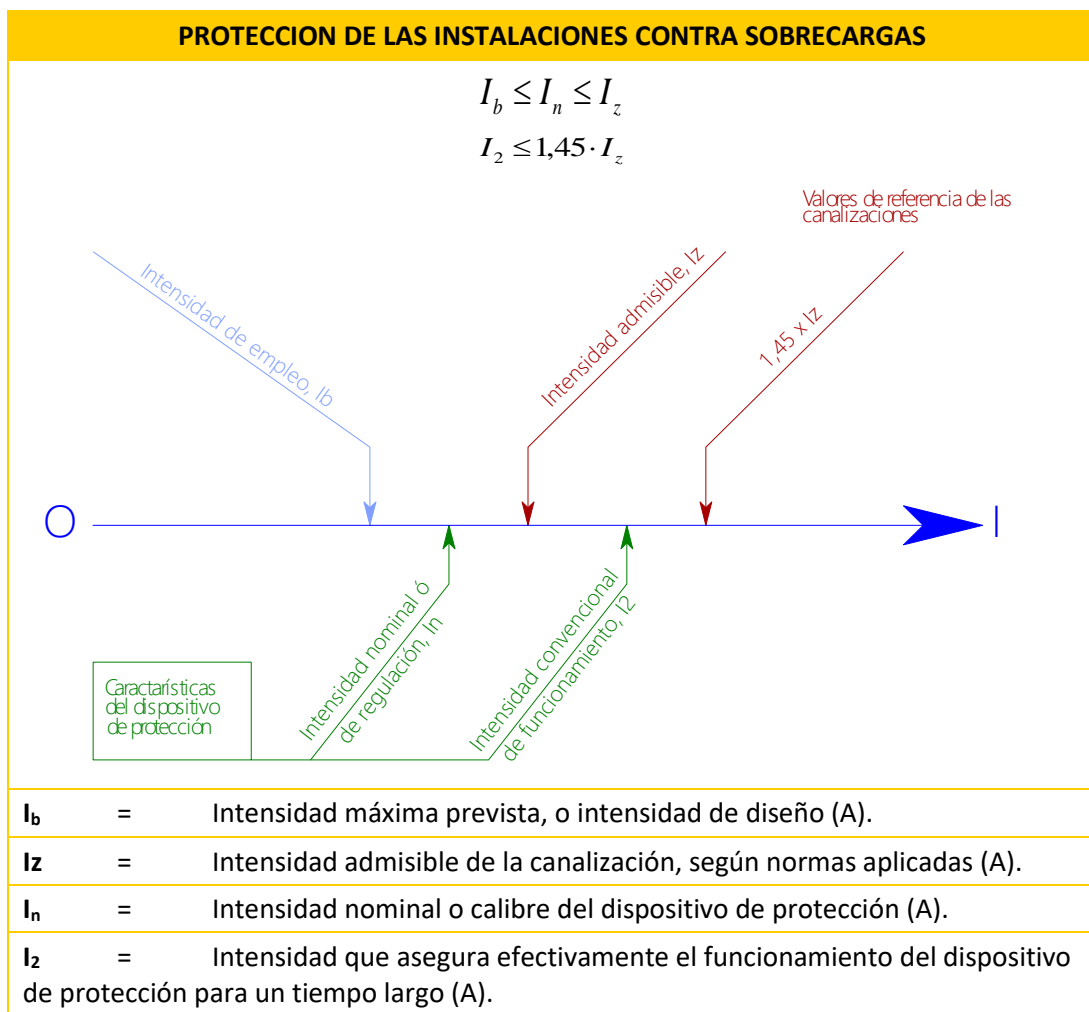 PROTECCION DE LAS INSTALACIONES CONTRA SOBRECARGAS
I_b ≤ I_n ≤ I_z
I_2 ≤ 1,45 · I_z
Valores de referencia de las
canalizaciones
Intensidad de empleo, Ib
Intensidad admisible, Iz
1,45 x Iz
O
I
Intensidad nominal ó
de regulación, In
Intensidad convencional
de funcionamiento, I2
Caractarísticas
del dispositivo
de protección
I_b = Intensidad máxima prevista, o intensidad de diseño (A).
Iz = Intensidad admisible de la canalización, según normas aplicadas (A).
I_n = Intensidad nominal o calibre del dispositivo de protección (A).
I_2 = Intensidad que asegura efectivamente el funcionamiento del dispositivo
de protección para un tiempo largo (A).